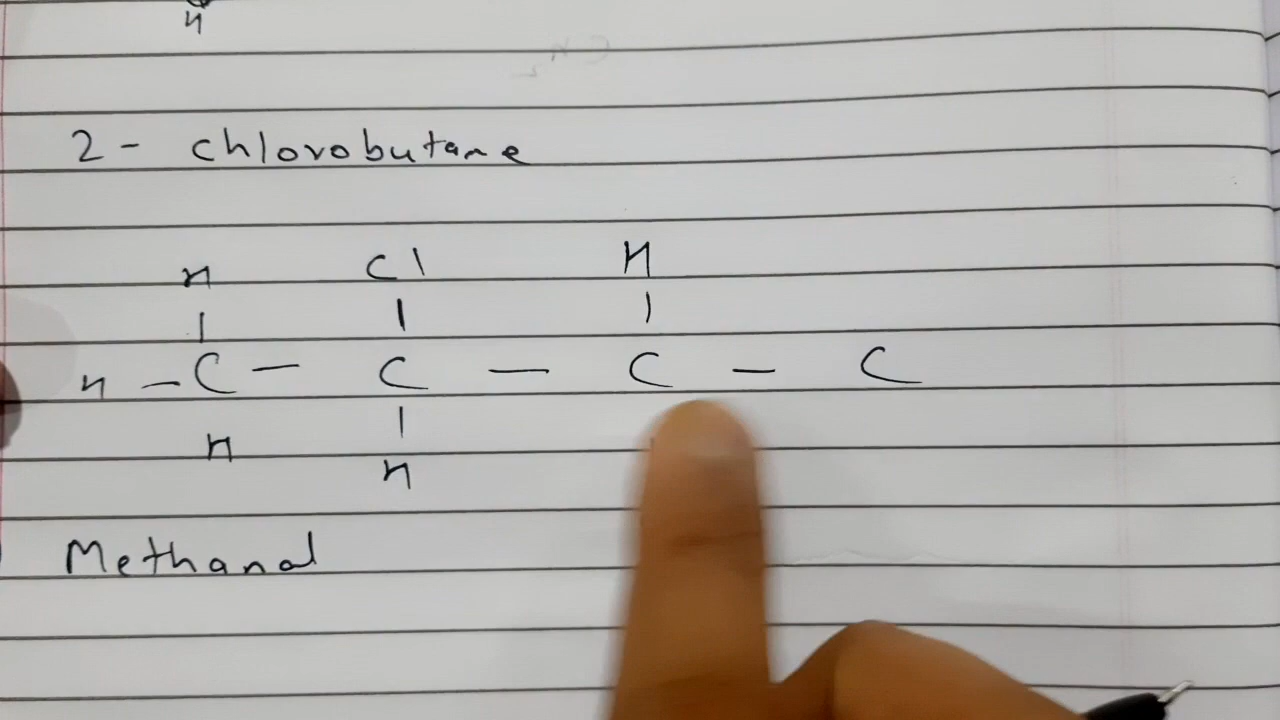 H
2 - chlorobutane
H Cl H
| | |
H - C - C - C - C
|
H H
Methanal